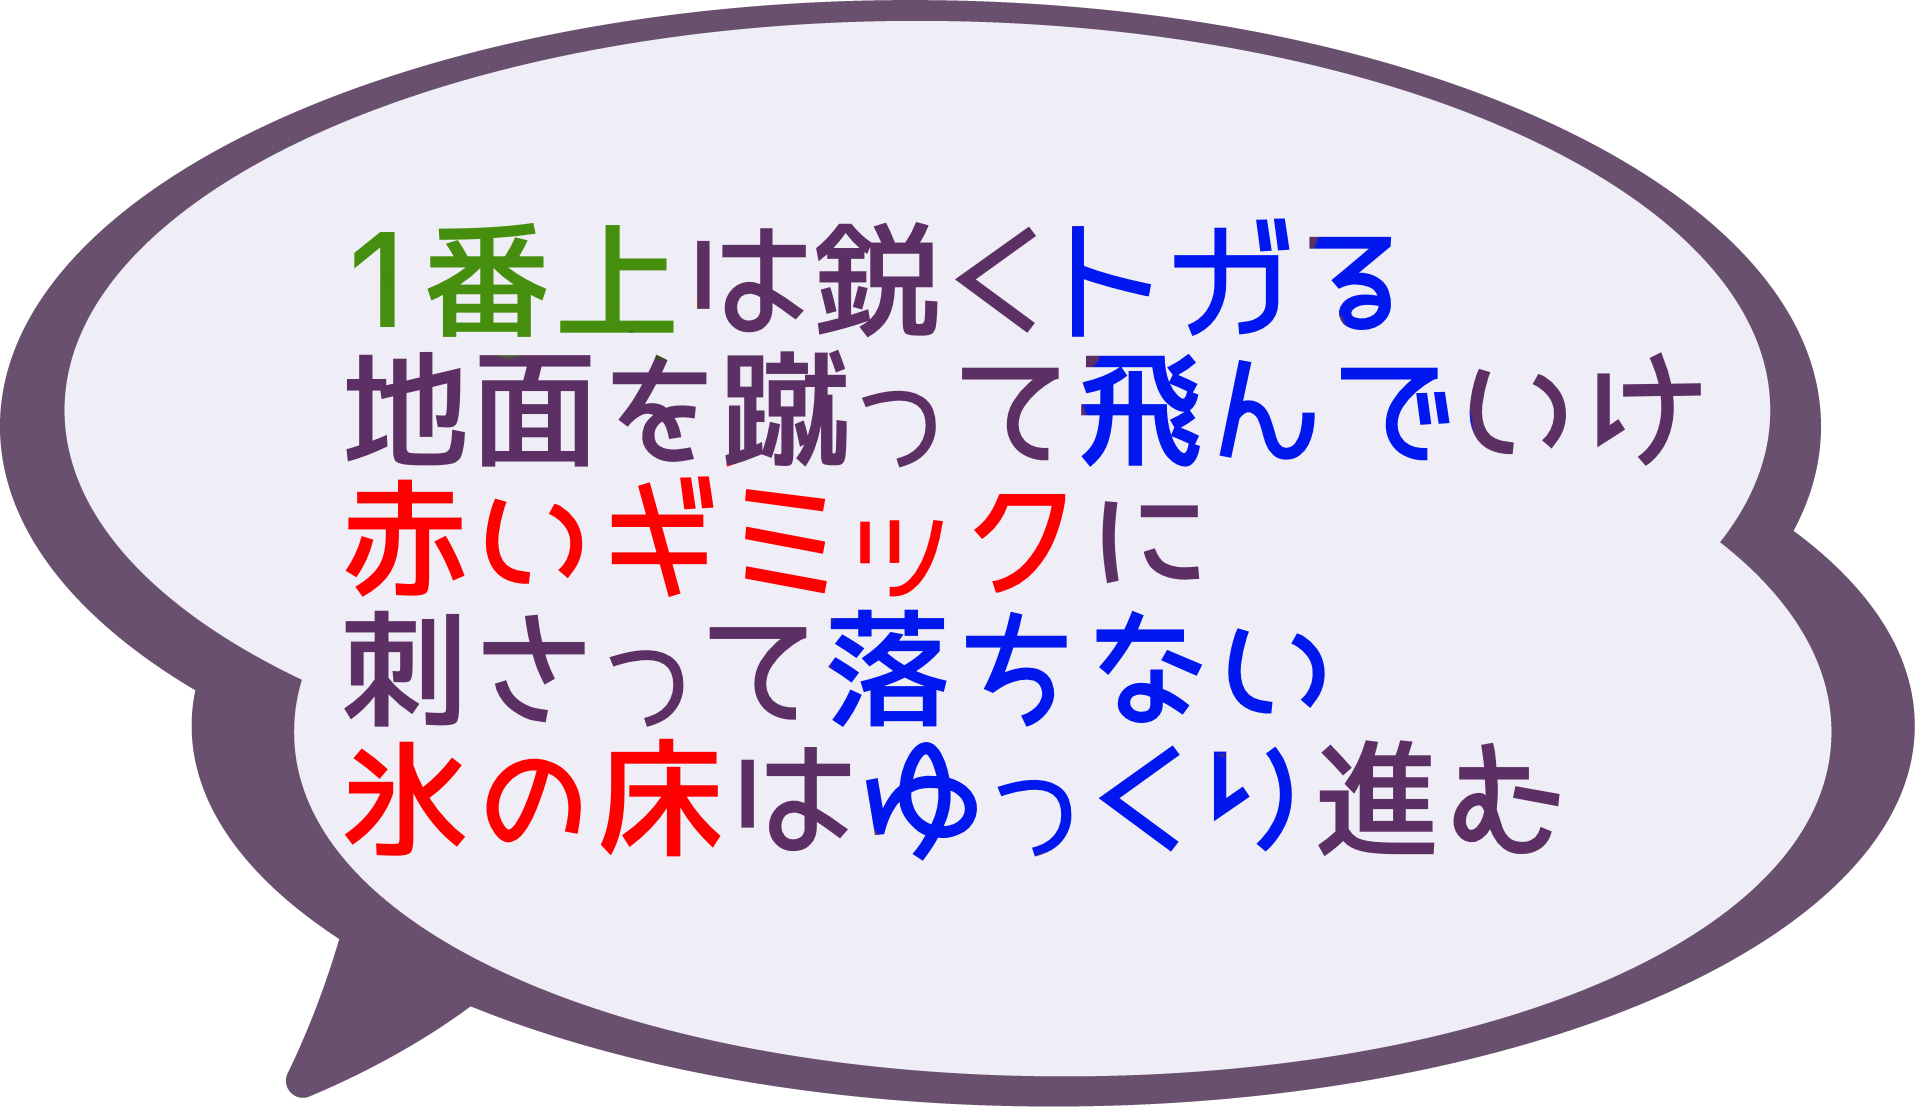 1番上は鋭くトガる
地面を蹴って飛んでいけ
赤いギミックに
刺さって落ちない
氷の床はゆっくり進む